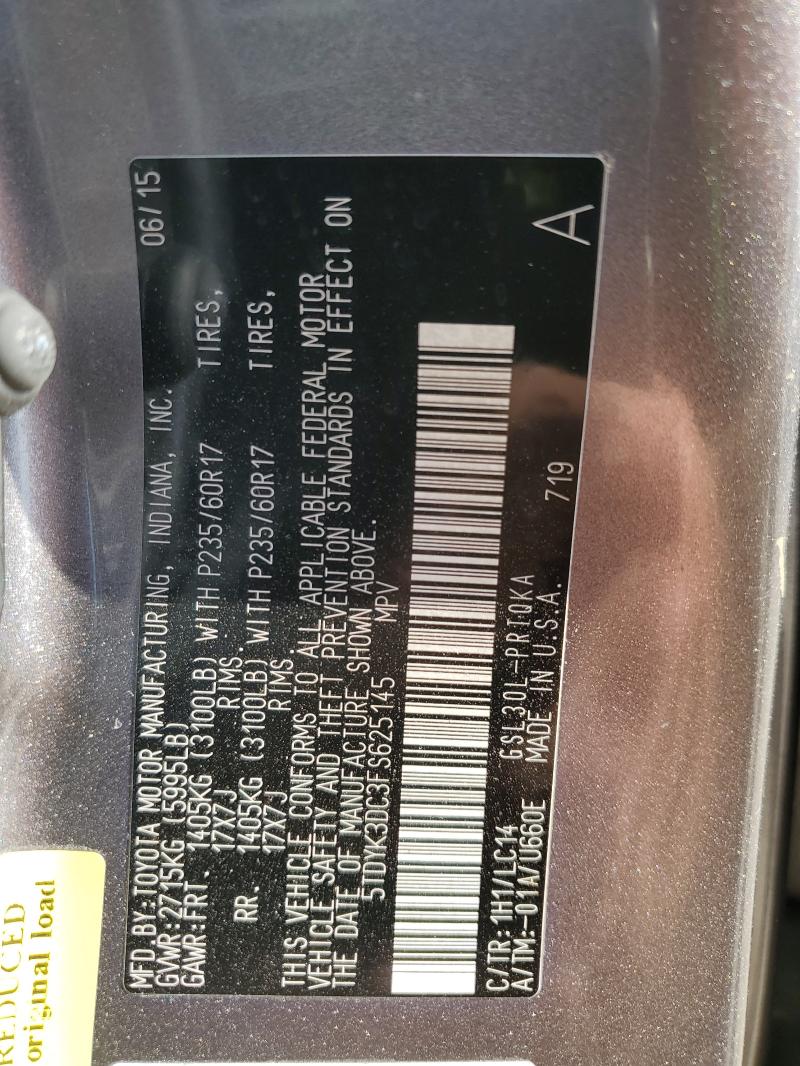 MFD. BY: TOYOTA MOTOR MANUFACTURING, INDIANA, INC. 06/15
GVWR: 2715KG (5995LB)
GAWR: FRT. 1405KG (3100LB) WITH P235/60R17 TIRES,
17X7J RIMS.
RR. 1405KG (3100LB) WITH P235/60R17 TIRES,
17X7J RIMS.
THIS VEHICLE CONFORMS TO ALL APPLICABLE FEDERAL MOTOR
VEHICLE SAFETY AND THEFT PREVENTION STANDARDS IN EFFECT ON
THE DATE OF MANUFACTURE SHOWN ABOVE.
5TDYK3DC3FS625145 MPV
C/TR: 1H1/LC14 GSL30L-PRTQKA A
A/TM: -01A/U660E MADE IN U.S.A. 719
REDUCED
original load